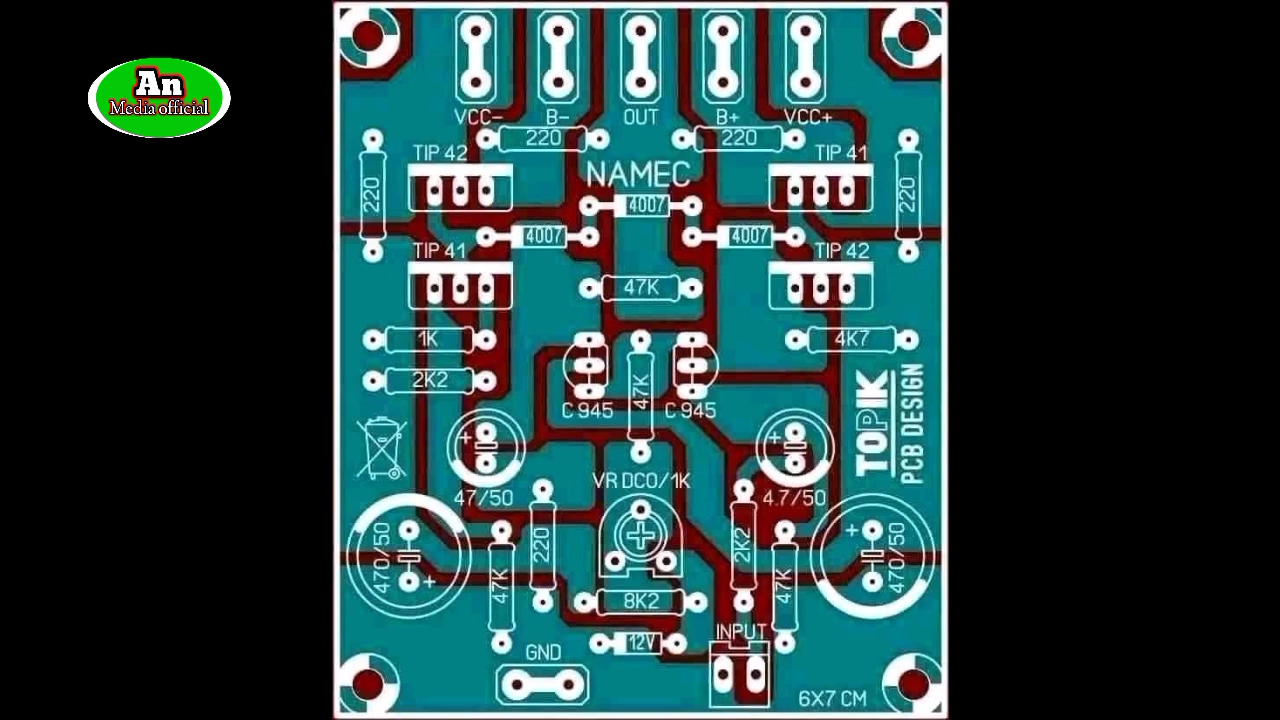 An
Media official
VCC-
B-
OUT
B+
VCC+
220
220
TIP 42
TIP 41
NAMEC
220
220
4007
4007
4007
TIP 41
TIP 42
47K
1K
4K7
2K2
47K
C 945
C 945
TOPIK
PCB DESIGN
47/50
VR DCO/1K
4.7/50
470/50
47K
220
2K2
47K
470/50
8K2
12V
INPUT
GND
6X7 CM